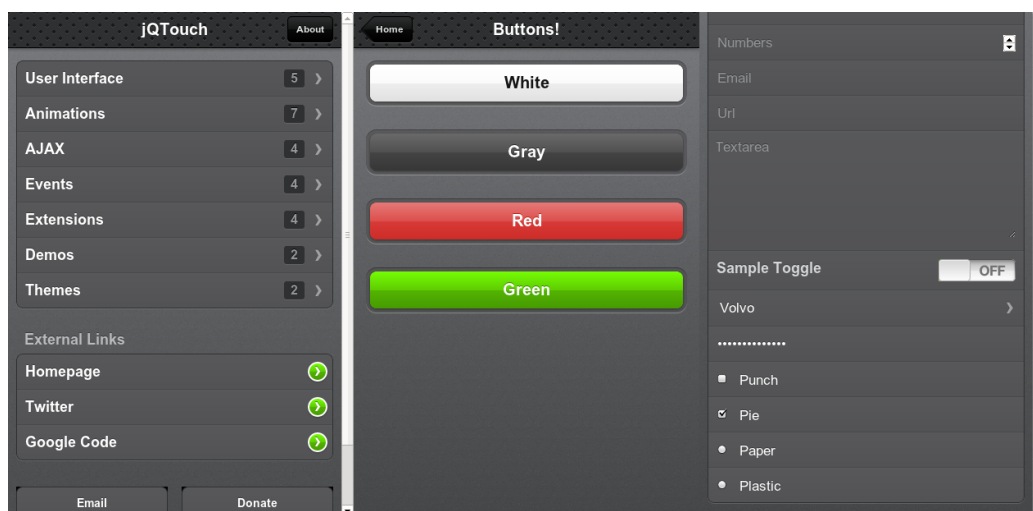 jQTouch
About
User Interface 5
Animations 7
AJAX 4
Events 4
Extensions 4
Demos 2
Themes 2
External Links
Homepage
Twitter
Google Code
Email Donate
Home
Buttons!
White
Gray
Red
Green
Numbers
Email
Url
Textarea
Sample Toggle OFF
Volvo
••••••••••••••
Punch
Pie
Paper
Plastic